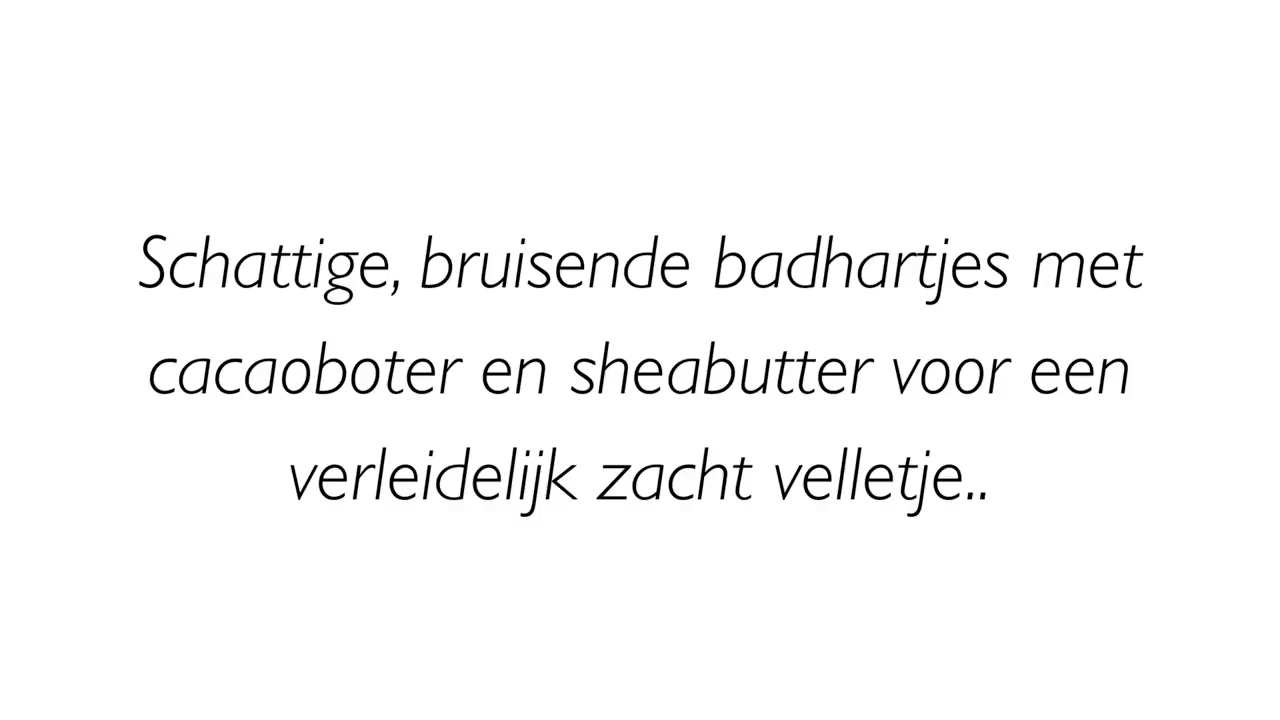 Schattige, bruisende badhartjes met
cacaoboter en sheabutter voor een
verleidelijk zacht velletje..